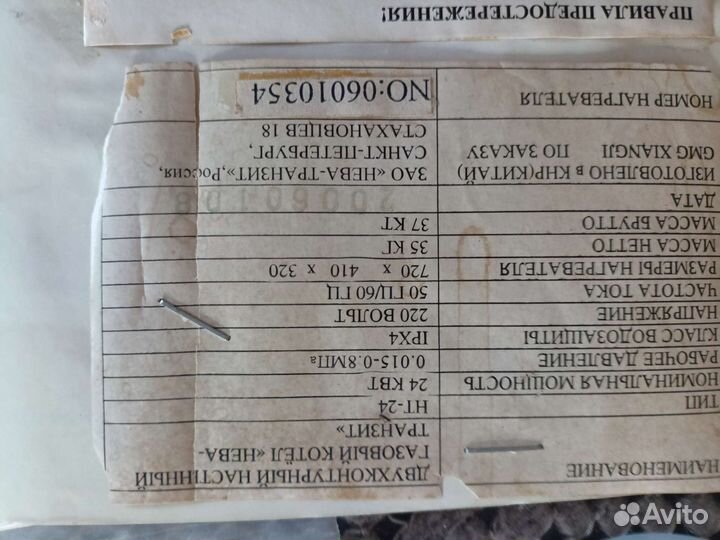 НАИМЕНОВАНИЕ ДВУХКОНТУРНЫЙ НАСТЕННЫЙ
ГАЗОВЫЙ КОТЁЛ «НЕВА-
ТРАНЗИТ»
ТИП НТ-24
НОМИНАЛЬНАЯ МОЩНОСТЬ 24 КВТ
РАБОЧЕЕ ДАВЛЕНИЕ 0.015-0.8МПа
КЛАСС ВОДОЗАЩИТЫ IPX4
НАПРЯЖЕНИЕ 220 ВОЛЬТ
ЧАСТОТА ТОКА 50 ГЦ/60 ГЦ
РАЗМЕРЫ НАГРЕВАТЕЛЯ 720 х 410 х 320
МАССА НЕТТО 35 КГ
МАССА БРУТТО 37 КГ
ДАТА 20060108
ИЗГОТОВЛЕНО в КНР(КИТАЙ) ЗАО «НЕВА-ТРАНЗИТ»,Россия,
GMG XIANGJI ПО ЗАКАЗУ САНКТ-ПЕТЕРБУРГ,
СТАХАНОВЦЕВ 18
НОМЕР НАГРЕВАТЕЛЯ NO:06010354
ПРАВИЛА ПРЕДОСТЕРЕЖЕНИЯ!
Avito